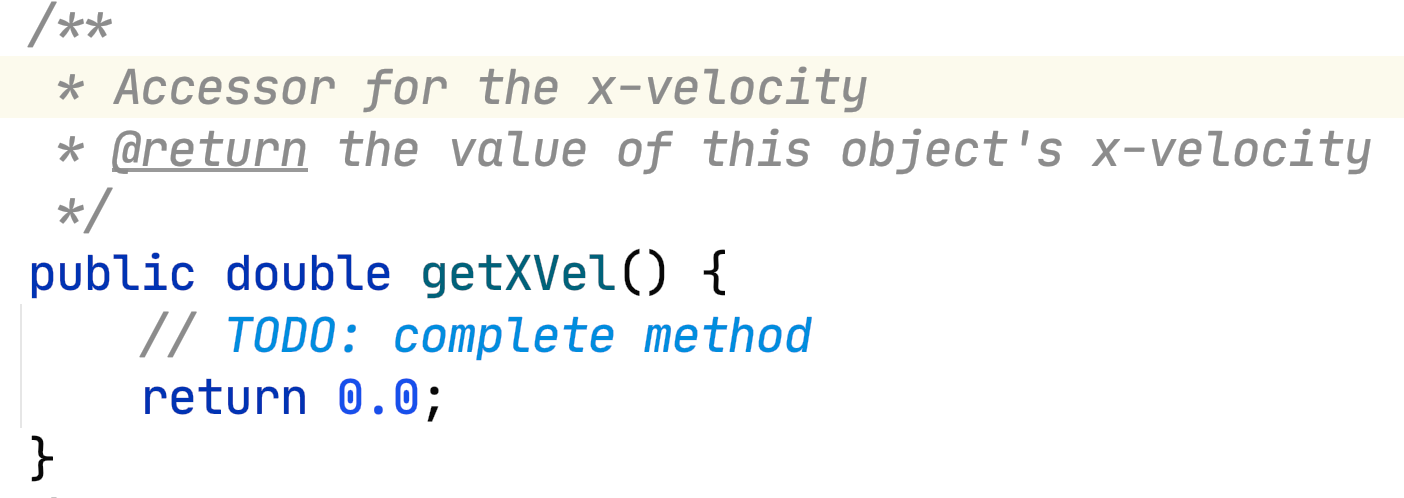 /**
 * Accessor for the x-velocity
 * @return the value of this object's x-velocity
 */
public double getXVel() {
    // TODO: complete method
    return 0.0;
}